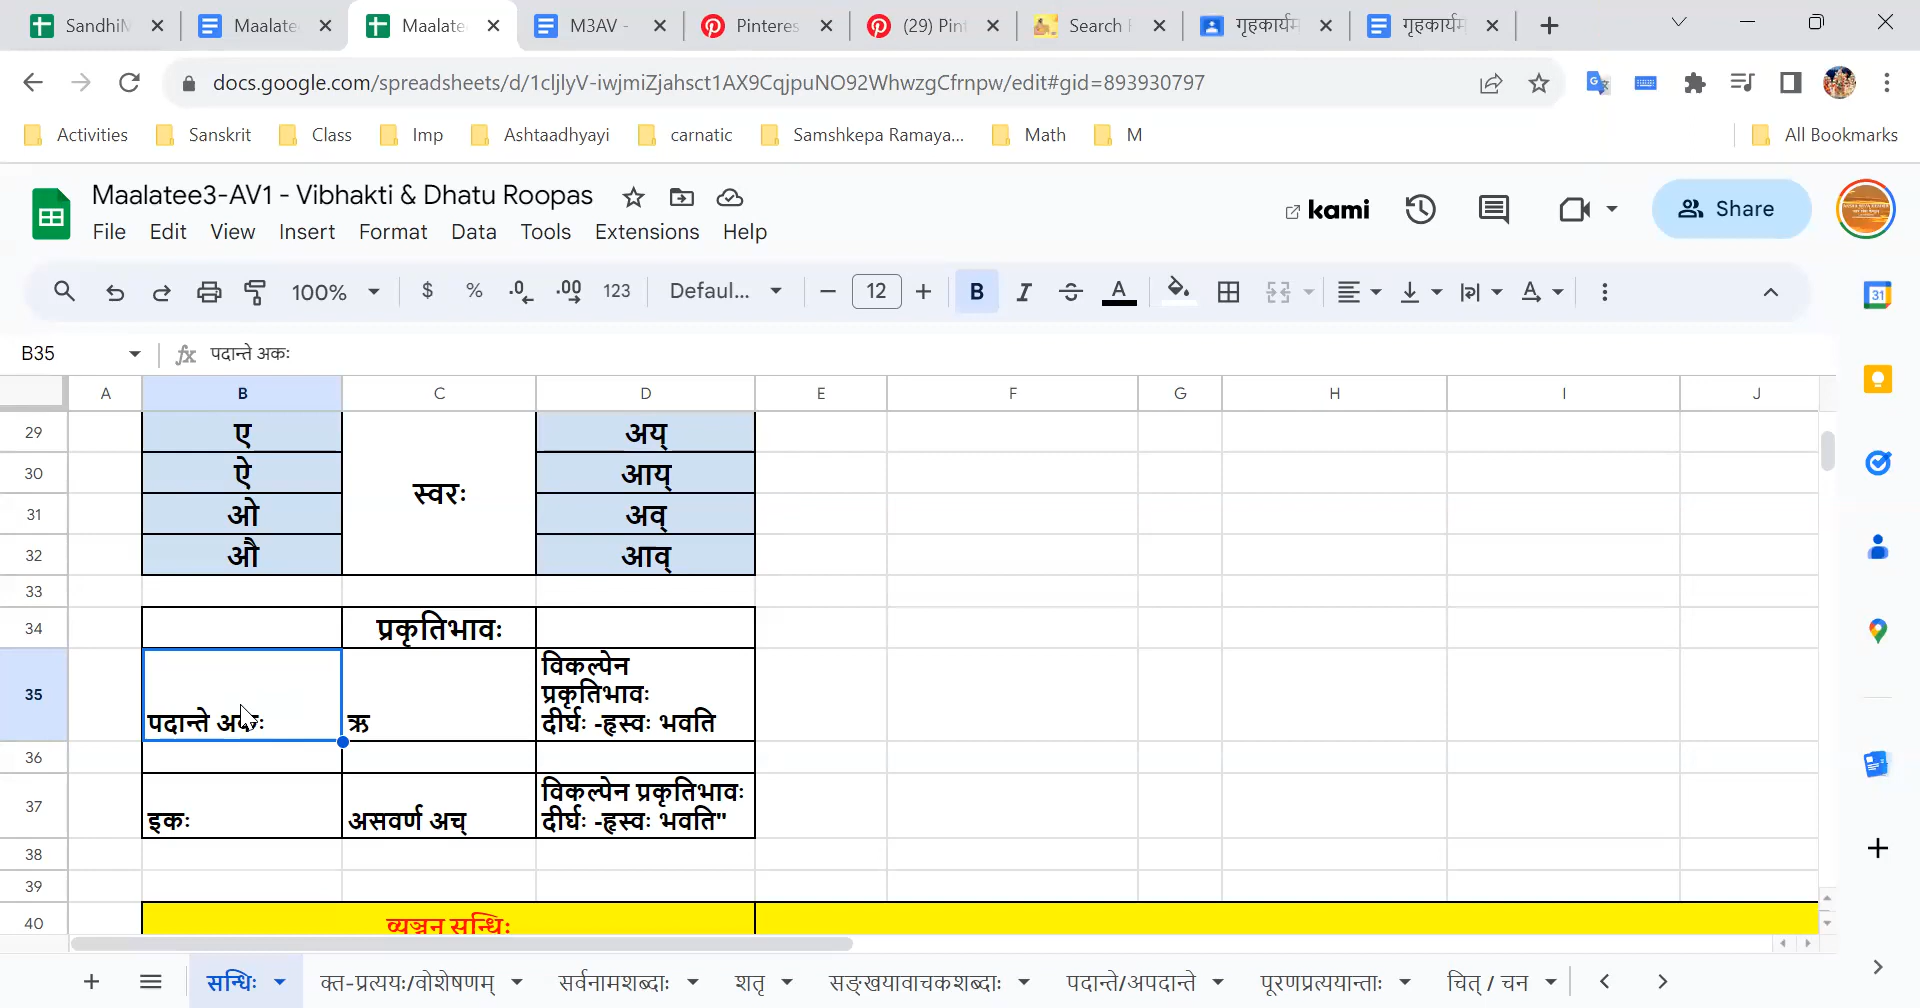 SandhiM
Maalate
Maalate
M3AV -
Pinteres
(29) Pint
Search
गृहकार्यम्
गृहकार्यम्
docs.google.com/spreadsheets/d/1cljlyV-iwjmiZjahsct1AX9CqjpuNO92WhwzgCfrnpw/edit#gid=893930797
Activities
Sanskrit
Class
Imp
Ashtaadhyayi
carnatic
Samshkepa Ramaya...
Math
M
All Bookmarks
Maalatee3-AV1 - Vibhakti & Dhatu Roopas
kami
Share
File Edit View Insert Format Data Tools Extensions Help
100% $ % .0 .00 123 Defaul... 12 B I A A
31
B35 पदान्ते अकः
A B C D E F G H I J
29 ए अय्
30 ऐ आय्
स्वरः
31 ओ अव्
32 औ आव्
33
34 प्रकृतिभावः
विकल्पेन
35 प्रकृतिभावः
पदान्ते अकः ऋ दीर्घः -ह्रस्वः भवति
36
विकल्पेन प्रकृतिभावः
37 इकः असवर्ण अच् दीर्घः -ह्रस्वः भवति"
38
39
40 व्यञ्जन सन्धिः
सन्धिः क्त-प्रत्ययः/वोशेषणम् सर्वनामशब्दाः शतृ सङ्खयावाचकशब्दाः पदान्ते/अपदान्ते पूरणप्रत्ययान्ताः चित् / चन